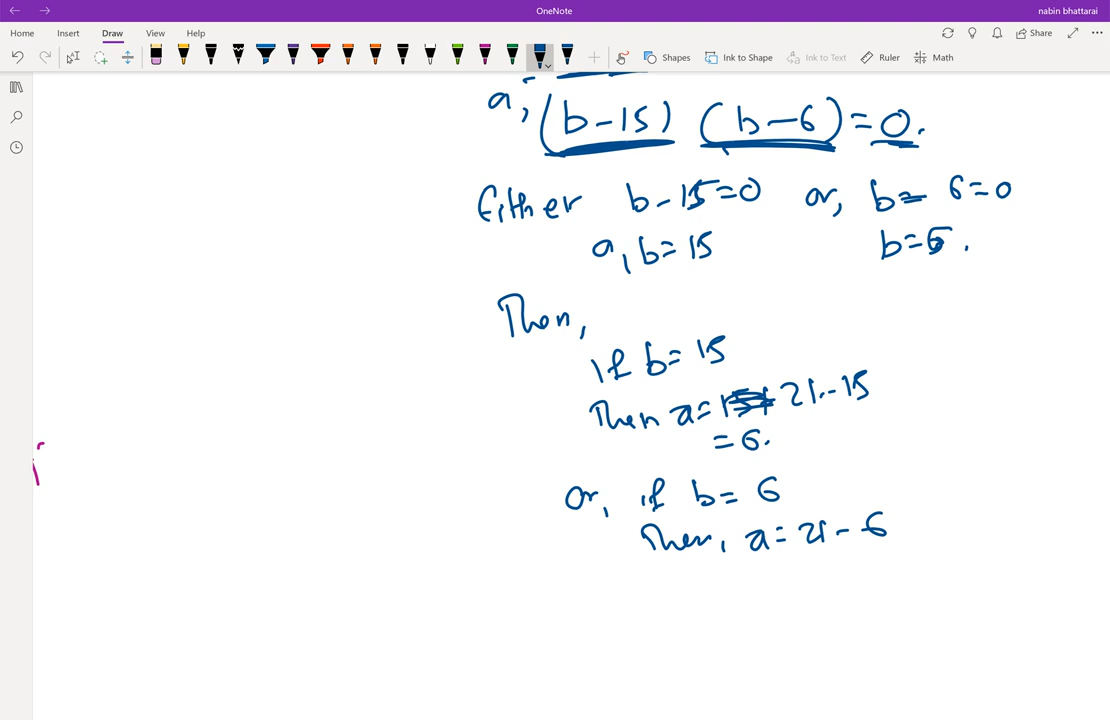 OneNote
nabin bhattarai
Home Insert Draw View Help
Share
Shapes Ink to Shape Ink to Text Ruler Math
a, (b-15) (b-6) = 0.
Either b-15=0 or, b- 6=0
a, b=15 b=6.
Then,
if b= 15
Then a= 21-15
= 6.
Or, if b= 6
Then, a= 21- 6